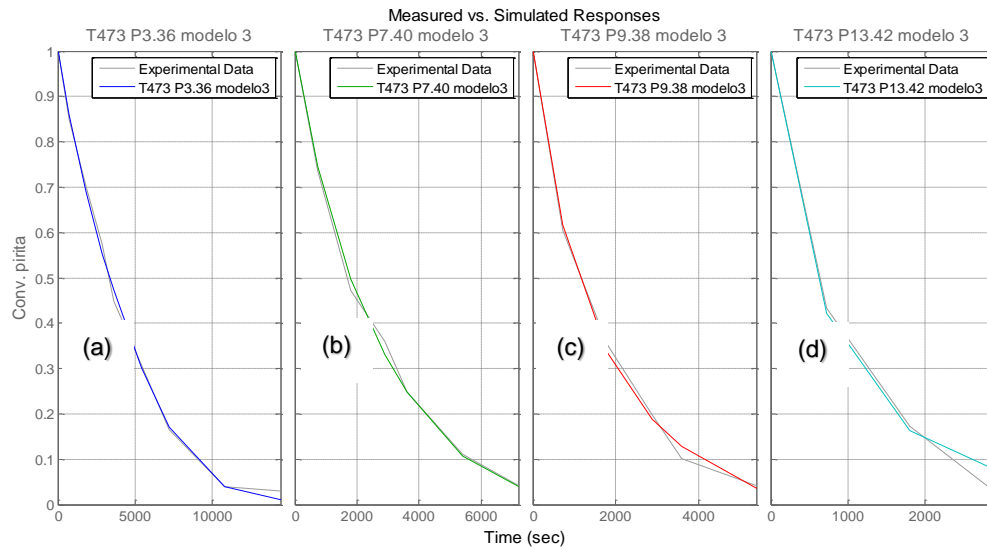 Measured vs. Simulated Responses
T473 P3.36 modelo 3
T473 P7.40 modelo 3
T473 P9.38 modelo 3
T473 P13.42 modelo 3
Experimental Data
T473 P3.36 modelo3
Experimental Data
T473 P7.40 modelo3
Experimental Data
T473 P9.38 modelo3
Experimental Data
T473 P13.42 modelo3
1
0.9
0.8
0.7
0.6
0.5
0.4
0.3
0.2
0.1
0
Conv. pirita
(a)
(b)
(c)
(d)
0 5000 10000
0 2000 4000 6000
0 2000 4000
0 1000 2000
Time (sec)